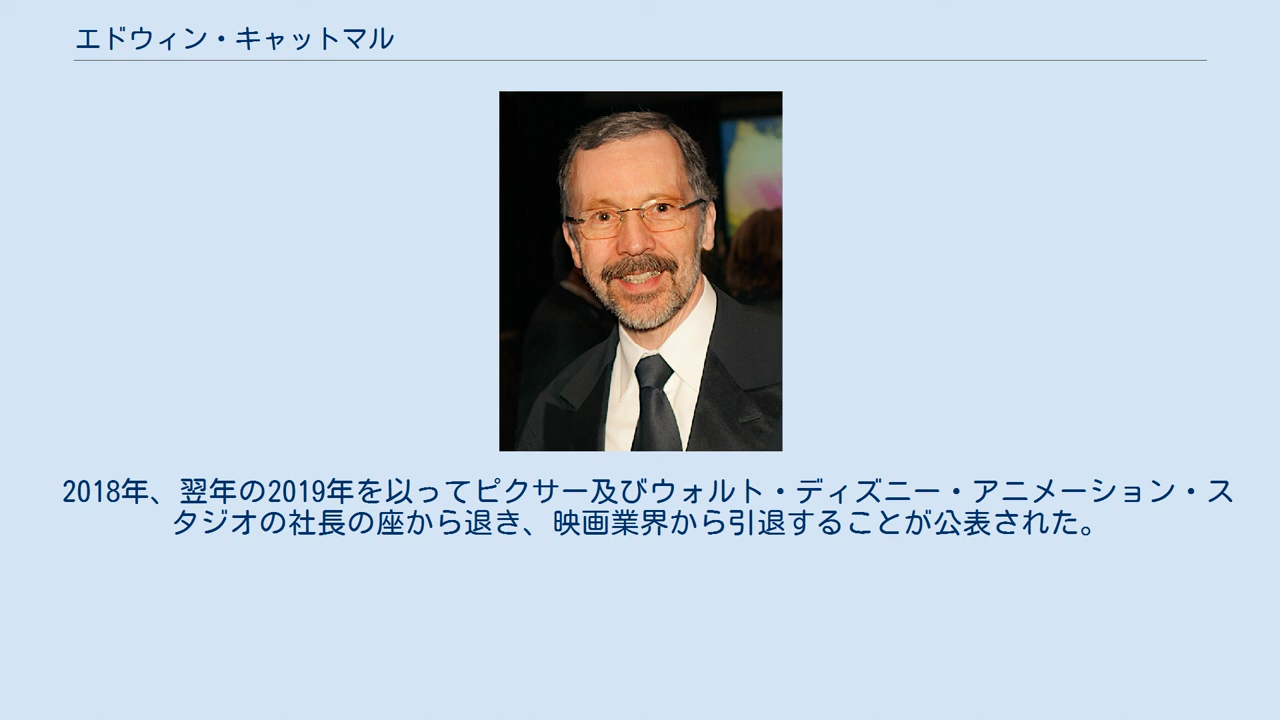 エドウィン・キャットマル
2018年、翌年の2019年を以ってピクサー及びウォルト・ディズニー・アニメーション・ス
タジオの社長の座から退き、映画業界から引退することが公表された。